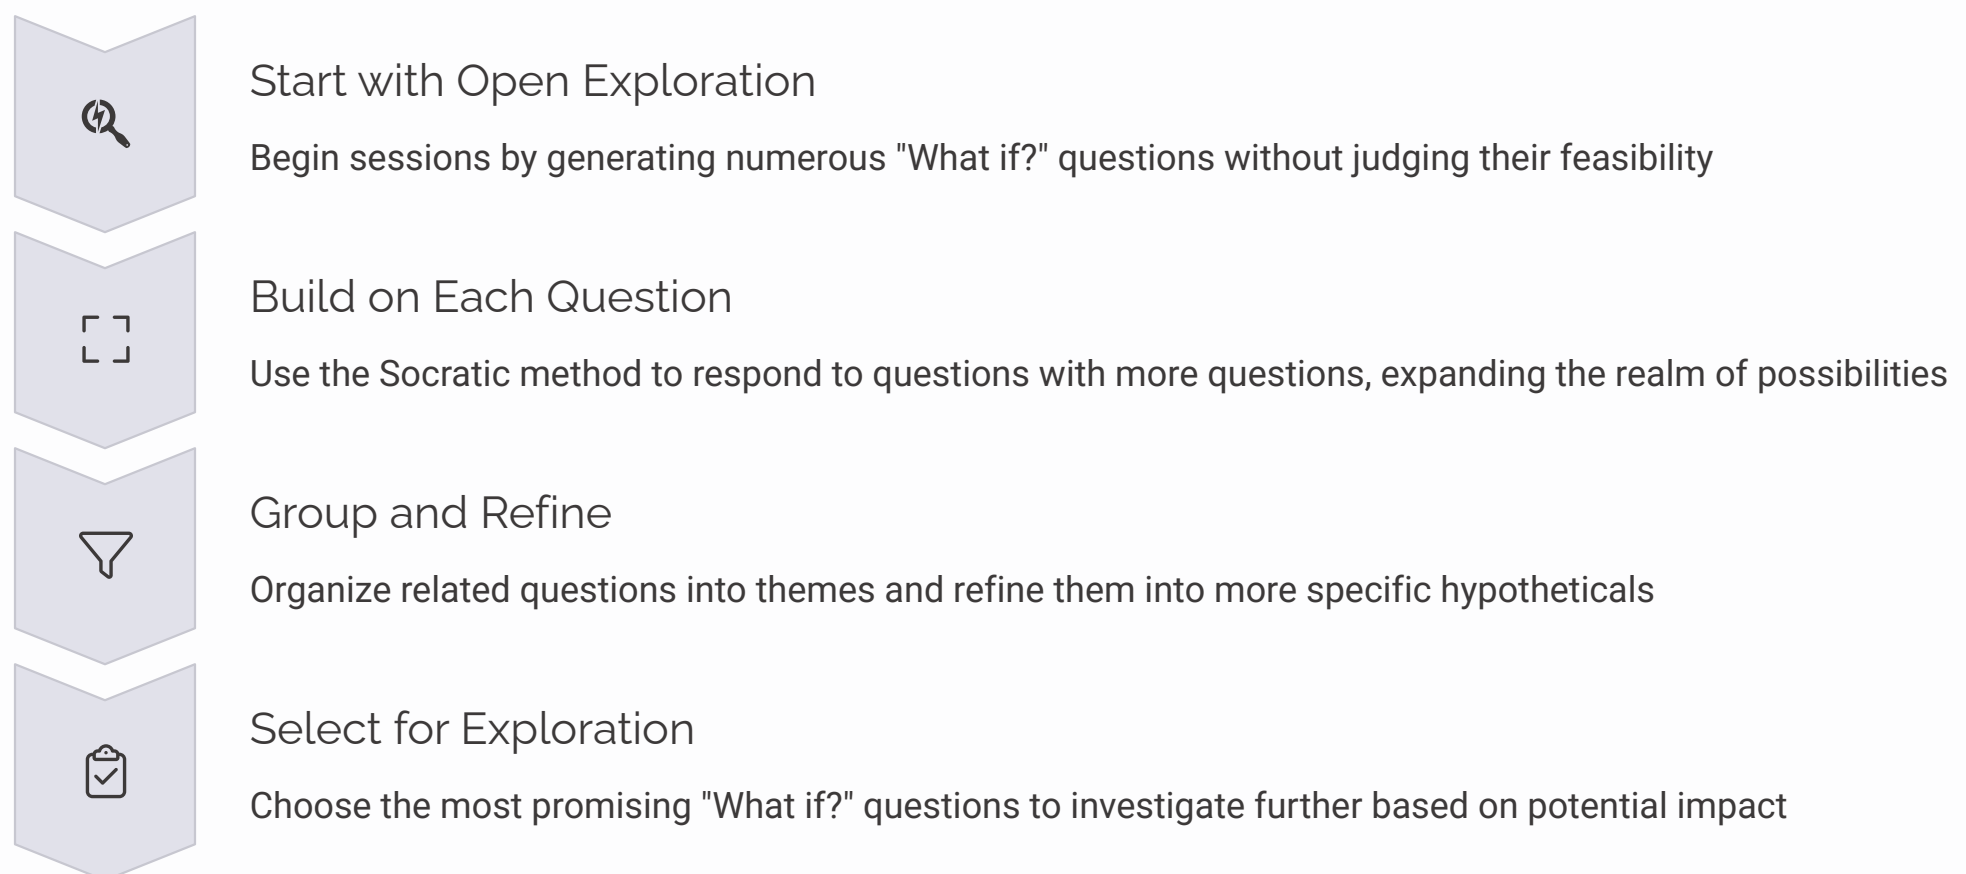 Start with Open Exploration
Begin sessions by generating numerous "What if?" questions without judging their feasibility
Build on Each Question
Use the Socratic method to respond to questions with more questions, expanding the realm of possibilities
Group and Refine
Organize related questions into themes and refine them into more specific hypotheticals
Select for Exploration
Choose the most promising "What if?" questions to investigate further based on potential impact